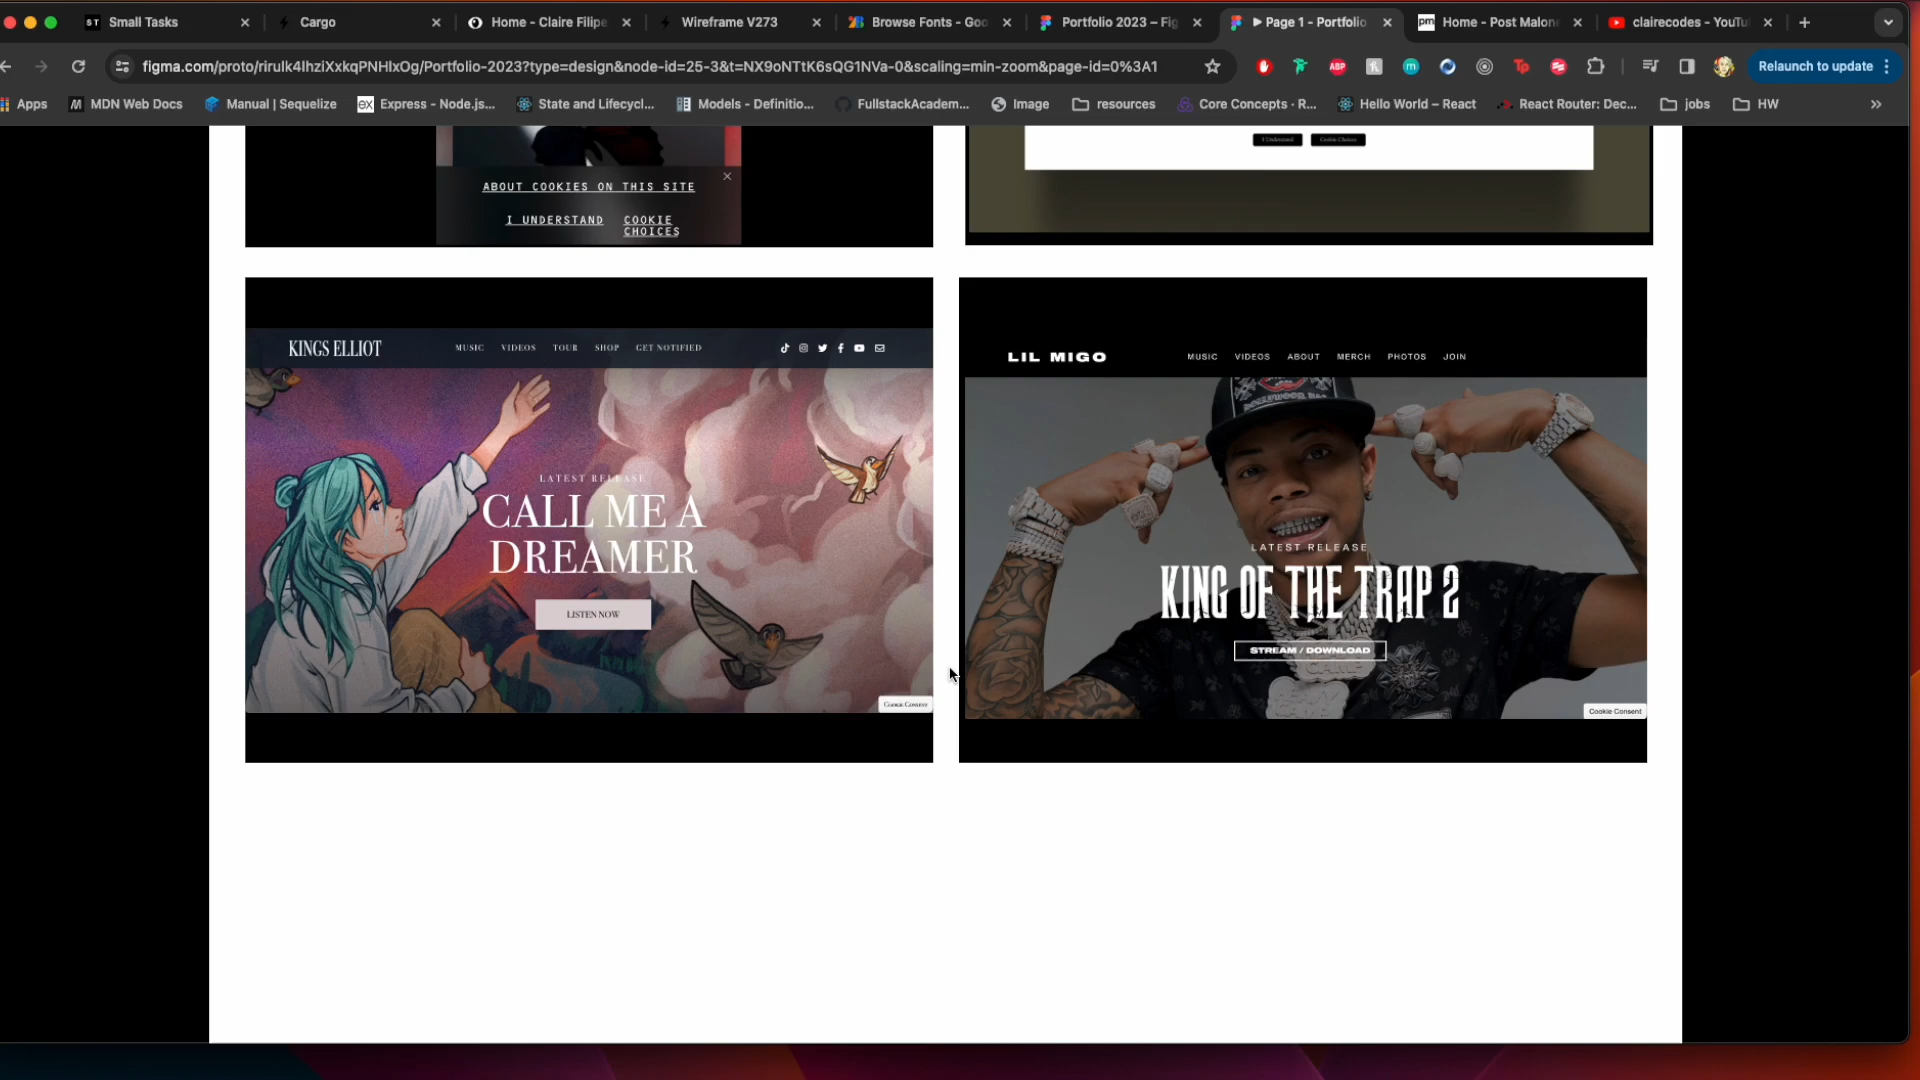 ST Small Tasks
Cargo
Home - Claire Filipe
Wireframe V273
Browse Fonts - Goo
Portfolio 2023 – Fig
Page 1 - Portfolio
pm Home - Post Malon
clairecodes - YouTu
figma.com/proto/rirulk4IhziXxkqPNHIxOg/Portfolio-2023?type=design&node-id=25-3&t=NX9oNTtK6sQG1NVa-0&scaling=min-zoom&page-id=0%3A1
ABP
Tp
Relaunch to update
Apps
MDN Web Docs
Manual | Sequelize
ex Express - Node.js...
State and Lifecycl...
Models - Definitio...
FullstackAcadem...
Image
resources
Core Concepts · R...
Hello World – React
React Router: Dec...
jobs
HW
»
ABOUT COOKIES ON THIS SITE
I UNDERSTAND
COOKIE
CHOICES
I Understand
Cookie Choices
KINGS ELLIOT
MUSIC VIDEOS TOUR SHOP GET NOTIFIED
LATEST RELEASE
CALL ME A
DREAMER
LISTEN NOW
Cookie Consent
LIL MIGO
MUSIC VIDEOS ABOUT MERCH PHOTOS JOIN
LATEST RELEASE
KING OF THE TRAP 2
STREAM / DOWNLOAD
Cookie Consent